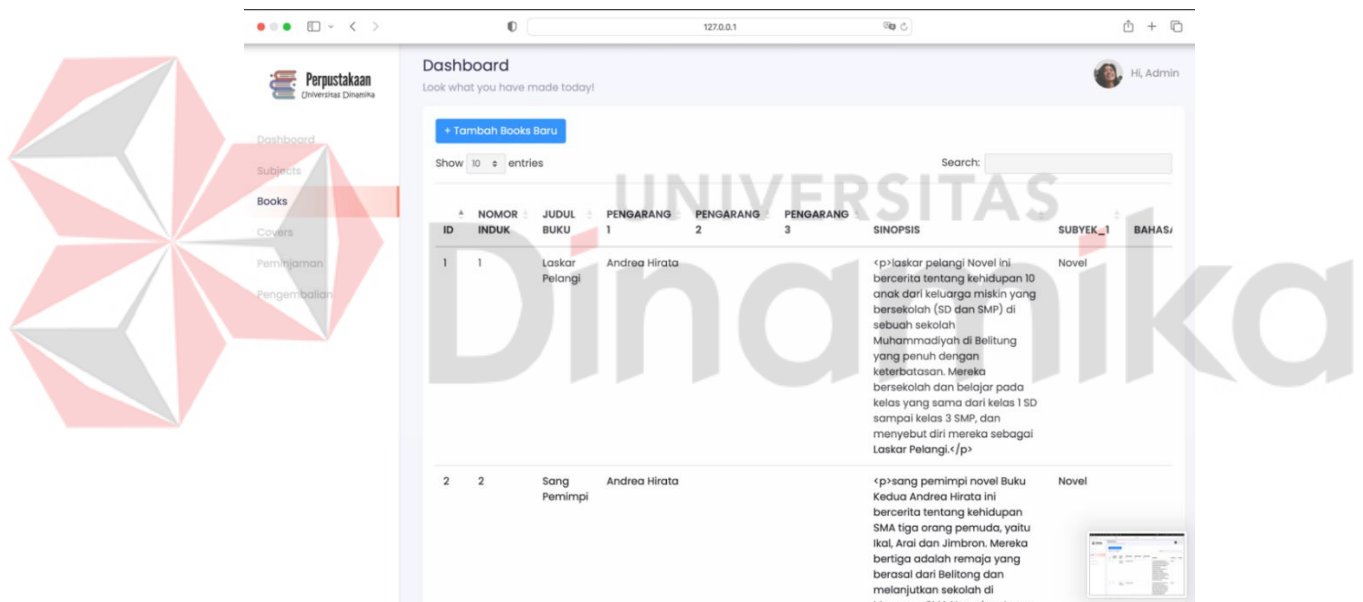 127.0.0.1
Perpustakaan
Universitas Dinamika
Dashboard
Look what you have made today!
Hi, Admin
Dashboard
Subjects
Books
Covers
Peminjaman
Pengembalian
+ Tambah Books Baru
Show 10 entries
Search:
UNIVERSITAS
Dinamika
ID NOMOR INDUK JUDUL BUKU PENGARANG 1 PENGARANG 2 PENGARANG 3 SINOPSIS SUBYEK_1 BAHASA
1 1 Laskar Pelangi Andrea Hirata
<p>laskar pelangi Novel ini
bercerita tentang kehidupan 10
anak dari keluarga miskin yang
bersekolah (SD dan SMP) di
sebuah sekolah
Muhammadiyah di Belitung
yang penuh dengan
keterbatasan. Mereka
bersekolah dan belajar pada
kelas yang sama dari kelas 1 SD
sampai kelas 3 SMP, dan
menyebut diri mereka sebagai
Laskar Pelangi.</p>
Novel
2 2 Sang Pemimpi Andrea Hirata
<p>sang pemimpi novel Buku
Kedua Andrea Hirata ini
bercerita tentang kehidupan
SMA tiga orang pemuda, yaitu
Ikal, Arai dan Jimbron. Mereka
bertiga adalah remaja yang
berasal dari Belitong dan
melanjutkan sekolah di
Novel